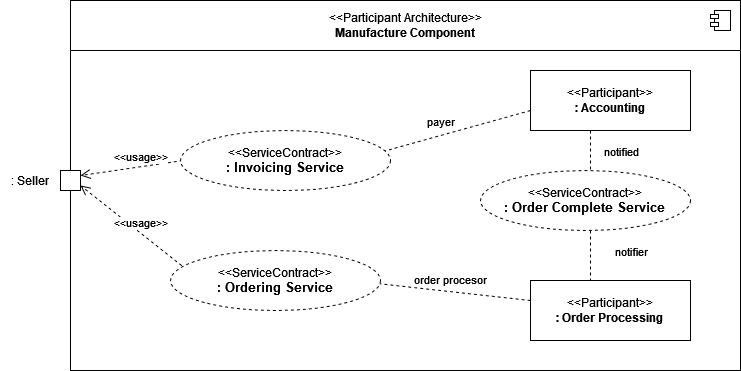 <<Participant Architecture>>
Manufacture Component
<<Participant>>
: Accounting
payer
<<ServiceContract>>
: Invoicing Service
<<usage>>
notified
: Seller
<<ServiceContract>>
: Order Complete Service
<<usage>>
notifier
<<ServiceContract>>
: Ordering Service
order procesor
<<Participant>>
: Order Processing